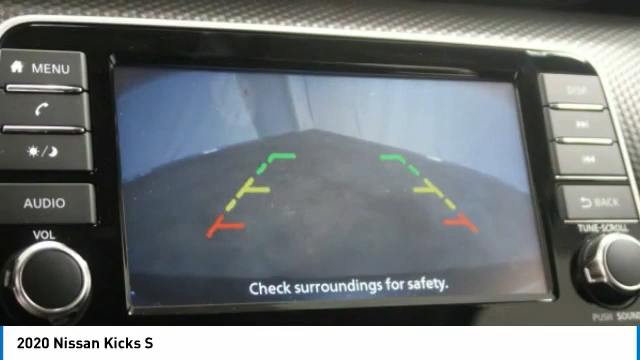 MENU
DISP
AUDIO
BACK
VOL
TUNE-SCROLL
Check surroundings for safety.
PUSH SOUND
2020 Nissan Kicks S